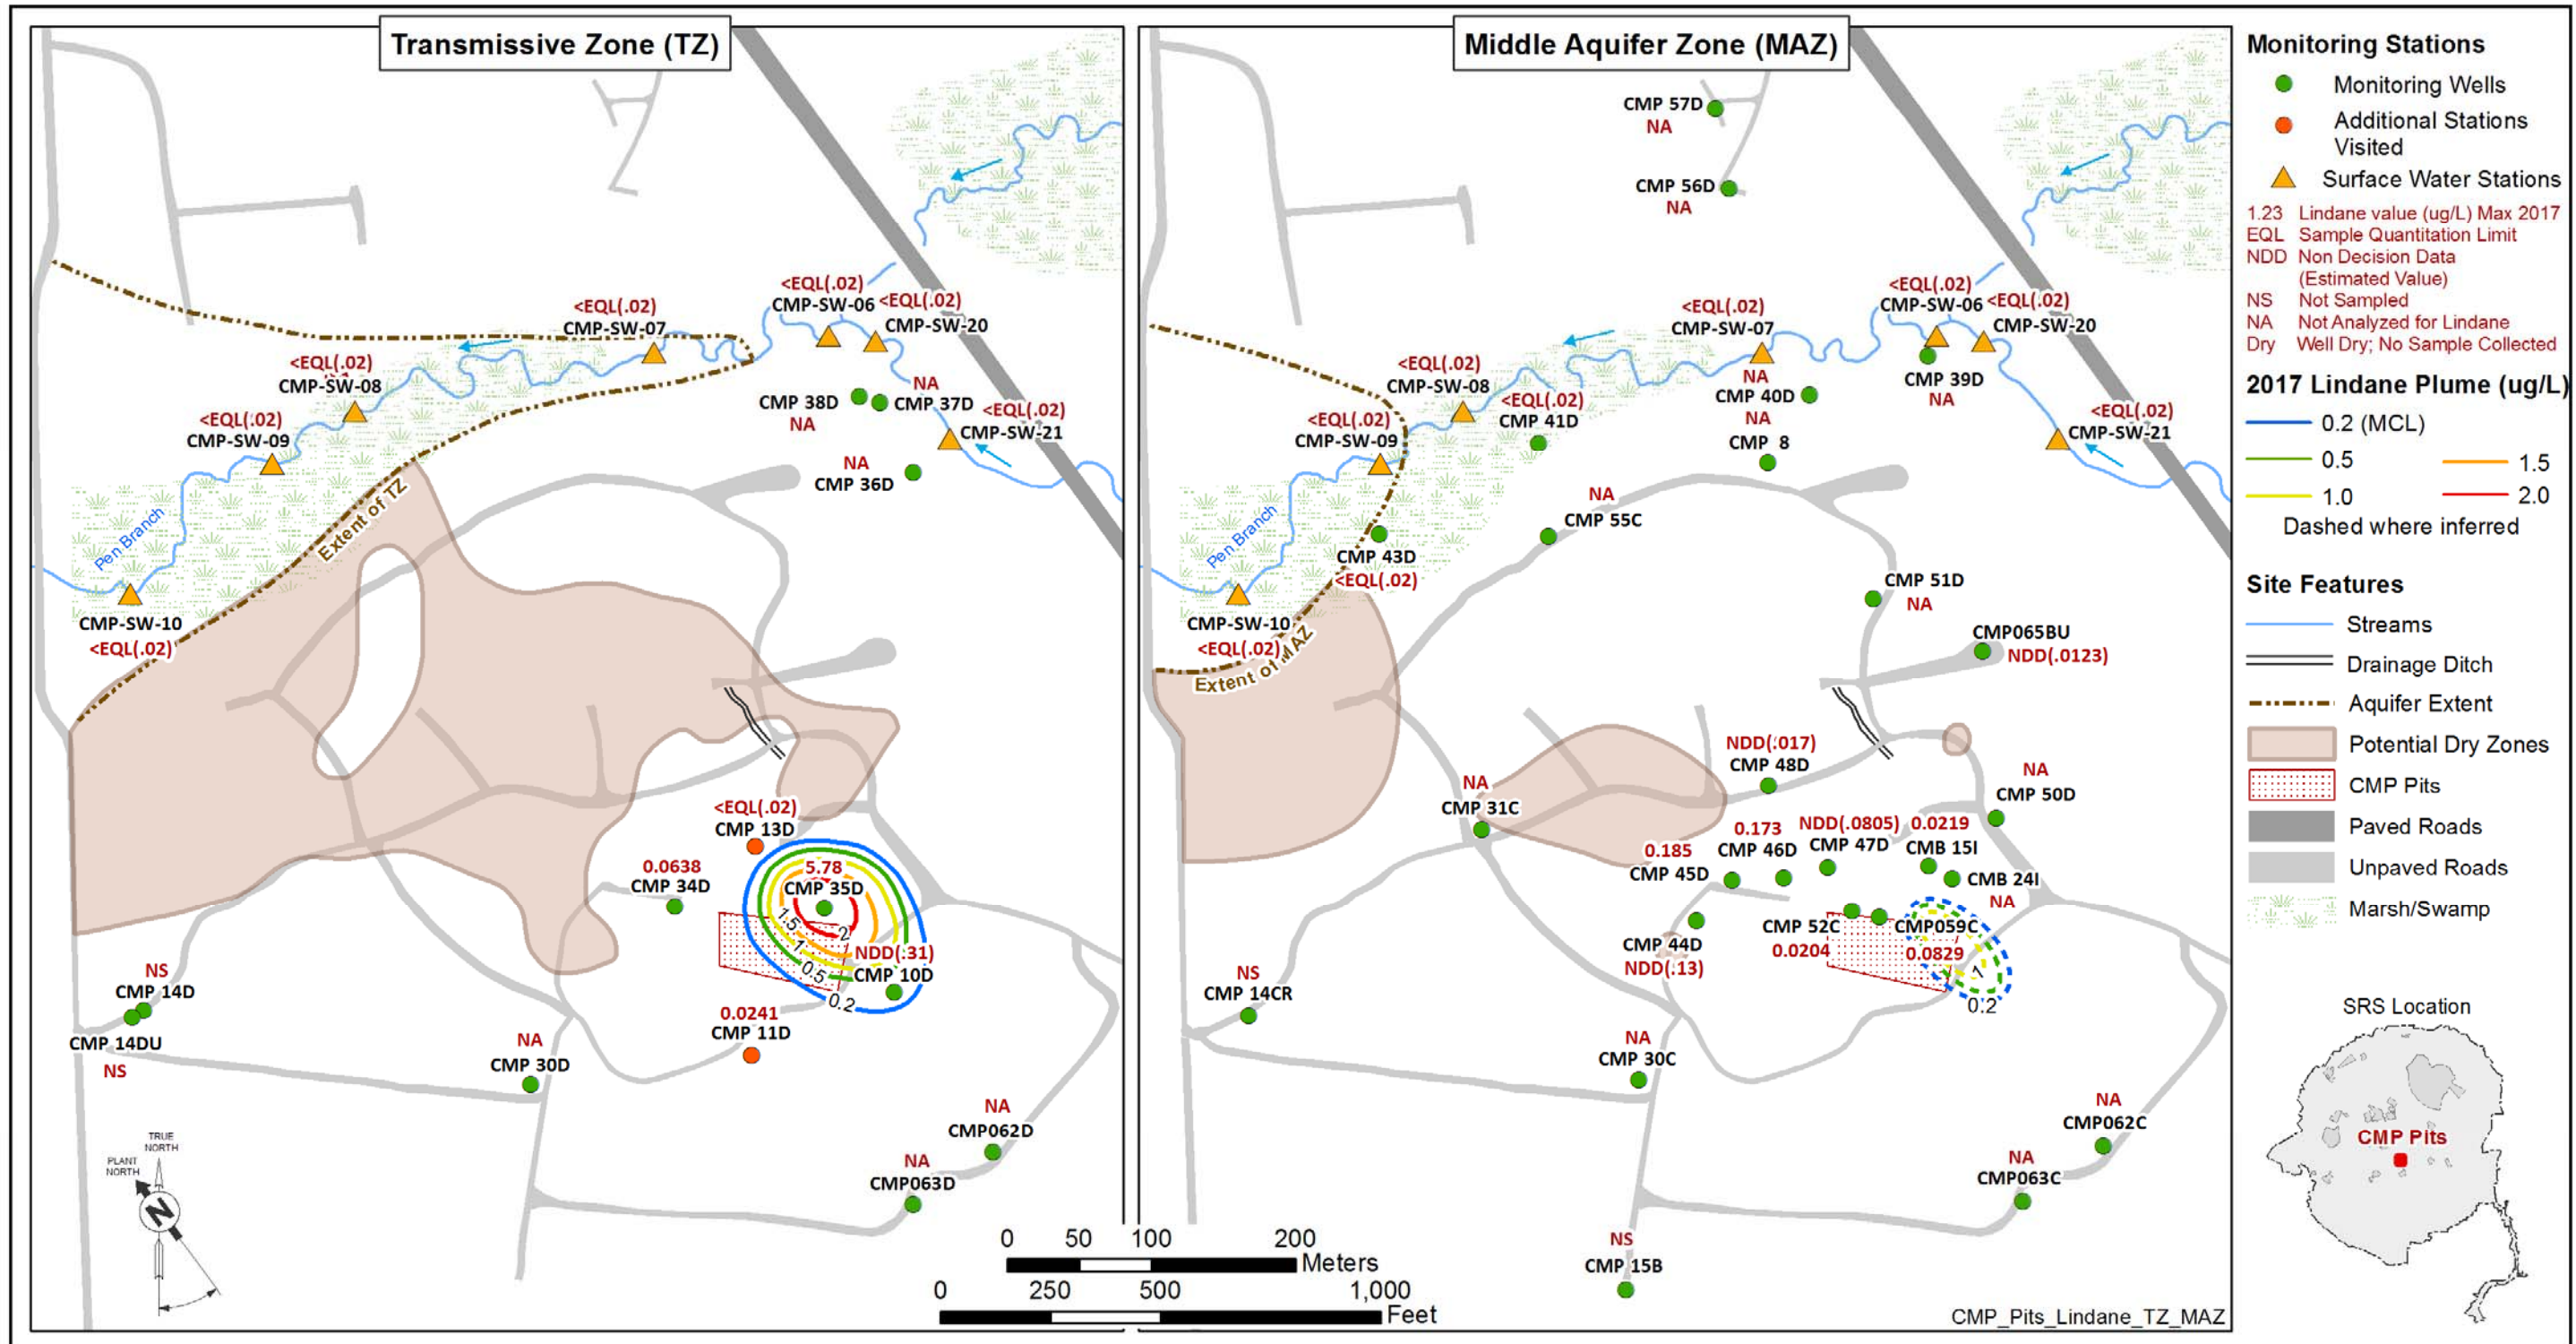 Transmissive Zone (TZ)
<EQL(.02)
CMP-SW-06
<EQL(.02)
CMP-SW-20
<EQL(.02)
CMP-SW-07
<EQL(.02)
CMP-SW-08
<EQL(.02)
CMP-SW-09
NA
CMP 37D
CMP 38D
NA
<EQL(.02)
CMP-SW-21
NA
CMP 36D
Extent of TZ
Pen Branch
CMP-SW-10
<EQL(.02)
<EQL(.02)
CMP 13D
0.0638
CMP 34D
5.78
CMP 35D
1.5
2
1
0.5
0.2
NDD(.31)
CMP 10D
0.0241
CMP 11D
NS
CMP 14D
CMP 14DU
NS
NA
CMP 30D
NA
CMP062D
NA
CMP063D
TRUE
NORTH
PLANT
NORTH
N
Middle Aquifer Zone (MAZ)
CMP 57D
NA
CMP 56D
NA
<EQL(.02)
CMP-SW-06
<EQL(.02)
CMP-SW-20
<EQL(.02)
CMP-SW-07
<EQL(.02)
CMP-SW-08
<EQL(.02)
CMP-SW-09
<EQL(.02)
CMP 41D
NA
CMP 40D
NA
CMP 8
CMP 39D
NA
<EQL(.02)
CMP-SW-21
NA
CMP 55C
CMP 43D
<EQL(.02)
Pen Branch
CMP-SW-10
<EQL(.02)
Extent of MAZ
CMP 51D
NA
CMP065BU
NDD(.0123)
NDD(.017)
CMP 48D
NA
CMP 50D
NA
CMP 31C
0.185
CMP 45D
0.173
CMP 46D
NDD(.0805)
CMP 47D
0.0219
CMB 15I
CMB 24I
NA
CMP 52C
0.0204
CMP059C
0.0829
1
0.2
CMP 44D
NDD(.13)
NS
CMP 14CR
NA
CMP 30C
NA
CMP062C
NA
CMP063C
NS
CMP 15B
0 50 100 200
Meters
0 250 500 1,000
Feet
CMP_Pits_Lindane_TZ_MAZ
Monitoring Stations
Monitoring Wells
Additional Stations
Visited
Surface Water Stations
1.23 Lindane value (ug/L) Max 2017
EQL Sample Quantitation Limit
NDD Non Decision Data
(Estimated Value)
NS Not Sampled
NA Not Analyzed for Lindane
Dry Well Dry; No Sample Collected
2017 Lindane Plume (ug/L)
0.2 (MCL)
0.5 1.5
1.0 2.0
Dashed where inferred
Site Features
Streams
Drainage Ditch
Aquifer Extent
Potential Dry Zones
CMP Pits
Paved Roads
Unpaved Roads
Marsh/Swamp
SRS Location
CMP Pits